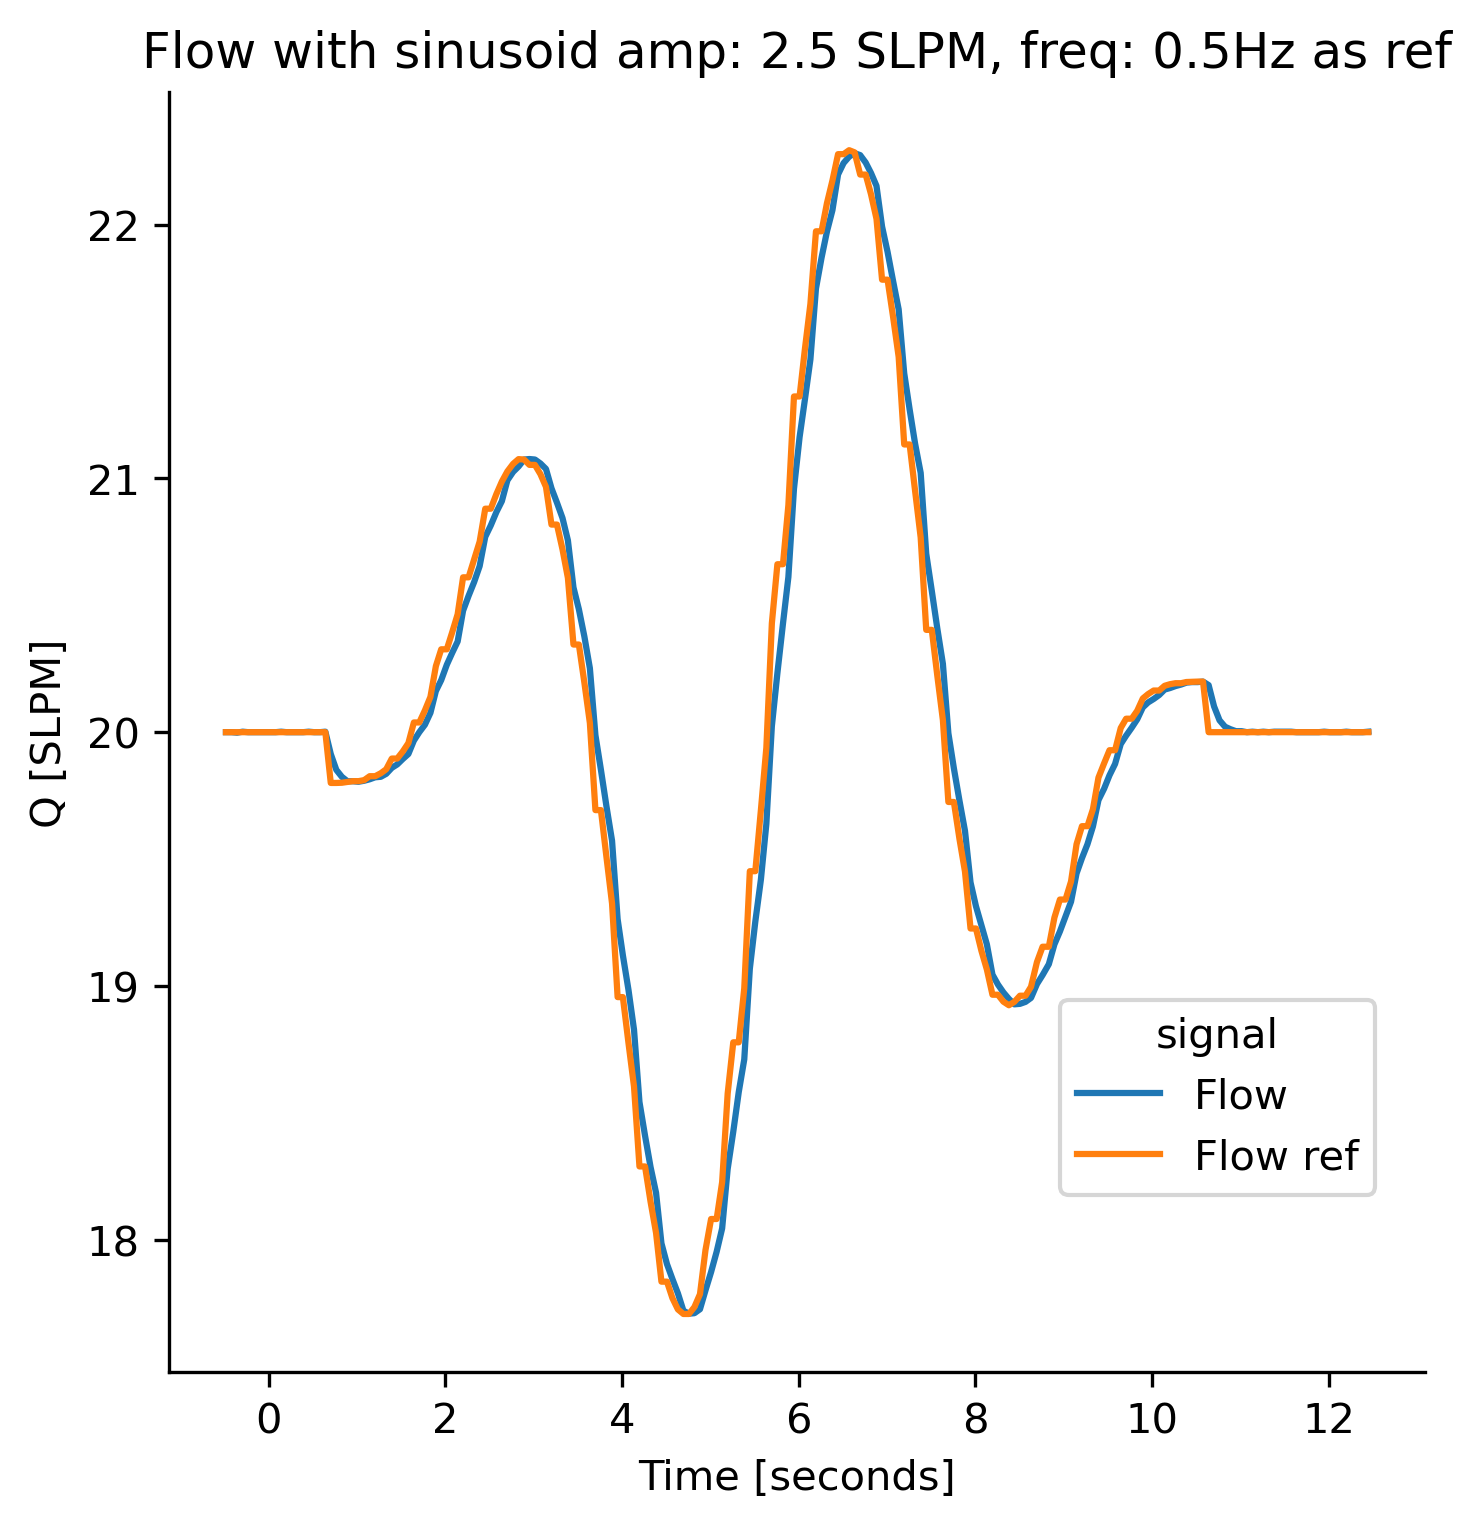 Flow with sinusoid amp: 2.5 SLPM, freq: 0.5Hz as ref
Q [SLPM]
22
21
20
19
18
signal
Flow
Flow ref
0 2 4 6 8 10 12
Time [seconds]